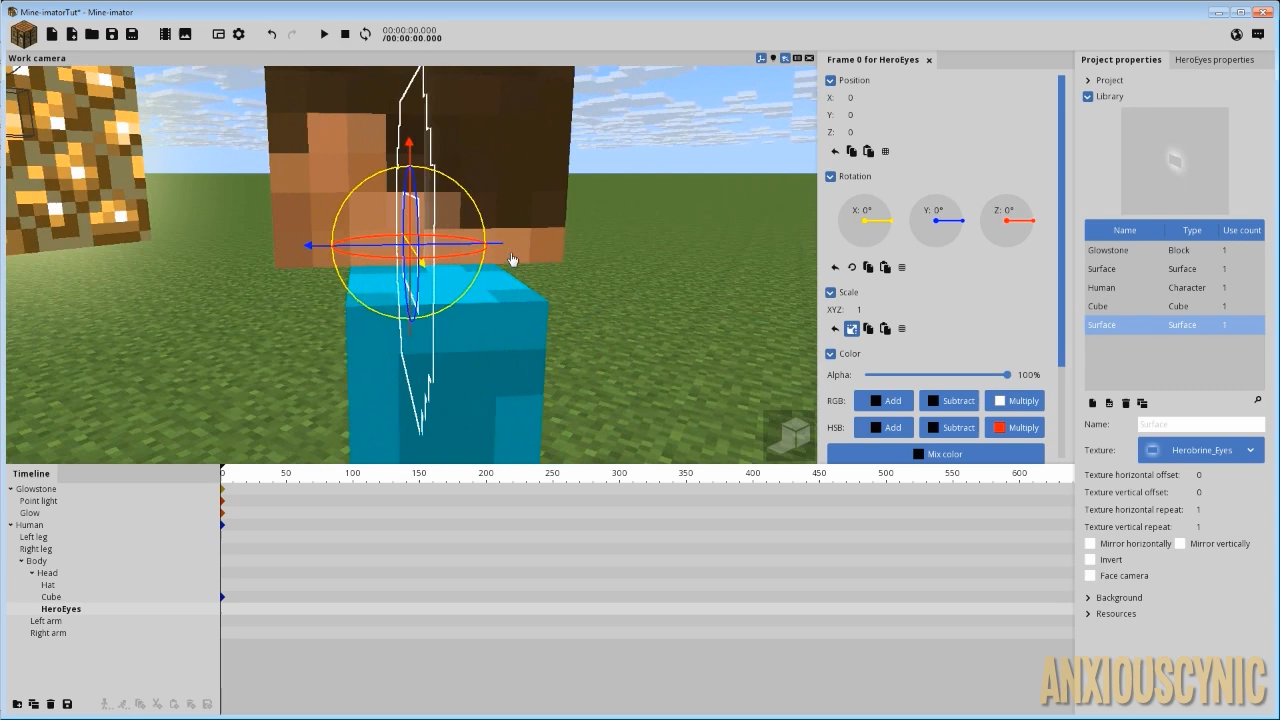 Mine-imatorTut* - Mine-imator
00:00:00.000
/00:00:00.000
Work camera
Frame 0 for HeroEyes
Position
X: 0
Y: 0
Z: 0
Rotation
X: 0° Y: 0° Z: 0°
Scale
XYZ: 1
Color
Alpha: 100%
RGB: Add Subtract Multiply
HSB: Add Subtract Multiply
Mix color
Project properties HeroEyes properties
Project
Library
Name Type Use count
Glowstone Block 1
Surface Surface 1
Human Character 1
Cube Cube 1
Surface Surface 1
Name: Surface
Texture: Herobrine_Eyes
Texture horizontal offset: 0
Texture vertical offset: 0
Texture horizontal repeat: 1
Texture vertical repeat: 1
Mirror horizontally Mirror vertically
Invert
Face camera
Background
Resources
Timeline
0 50 100 150 200 250 300 350 400 450 500 550 600
Glowstone
Point light
Glow
Human
Left leg
Right leg
Body
Head
Hat
Cube
HeroEyes
Left arm
Right arm
ANXIOUSCYNIC